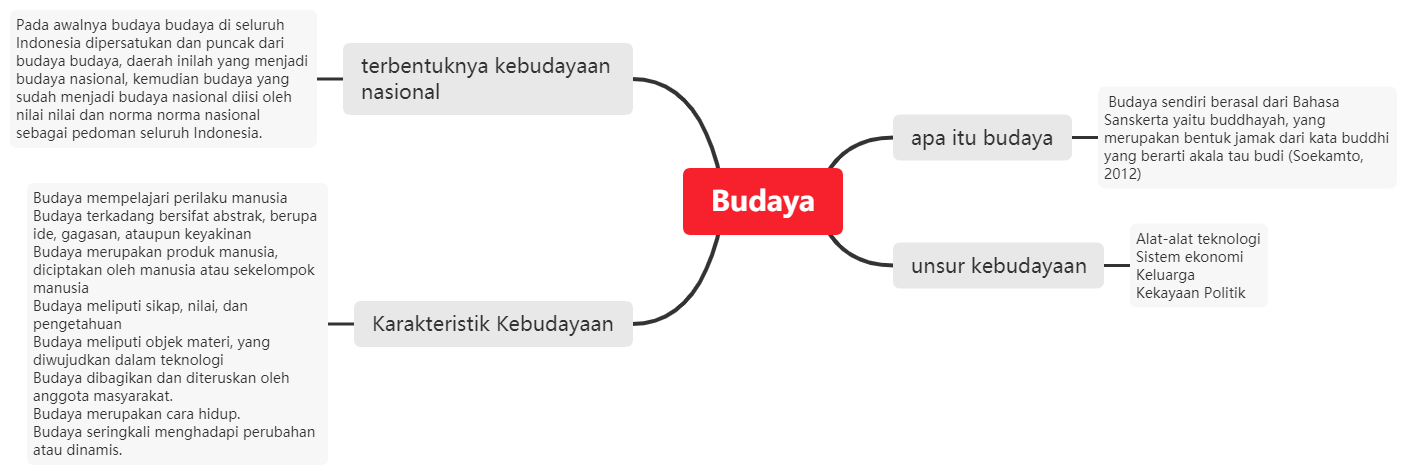 Budaya
apa itu budaya
Budaya sendiri berasal dari Bahasa
Sanskerta yaitu buddhayah, yang
merupakan bentuk jamak dari kata buddhi
yang berarti akala tau budi (Soekamto,
2012)
unsur kebudayaan
Alat-alat teknologi
Sistem ekonomi
Keluarga
Kekayaan Politik
terbentuknya kebudayaan
nasional
Pada awalnya budaya budaya di seluruh
Indonesia dipersatukan dan puncak dari
budaya budaya, daerah inilah yang menjadi
budaya nasional, kemudian budaya yang
sudah menjadi budaya nasional diisi oleh
nilai nilai dan norma norma nasional
sebagai pedoman seluruh Indonesia.
Karakteristik Kebudayaan
Budaya mempelajari perilaku manusia
Budaya terkadang bersifat abstrak, berupa
ide, gagasan, ataupun keyakinan
Budaya merupakan produk manusia,
diciptakan oleh manusia atau sekelompok
manusia
Budaya meliputi sikap, nilai, dan
pengetahuan
Budaya meliputi objek materi, yang
diwujudkan dalam teknologi
Budaya dibagikan dan diteruskan oleh
anggota masyarakat.
Budaya merupakan cara hidup.
Budaya seringkali menghadapi perubahan
atau dinamis.